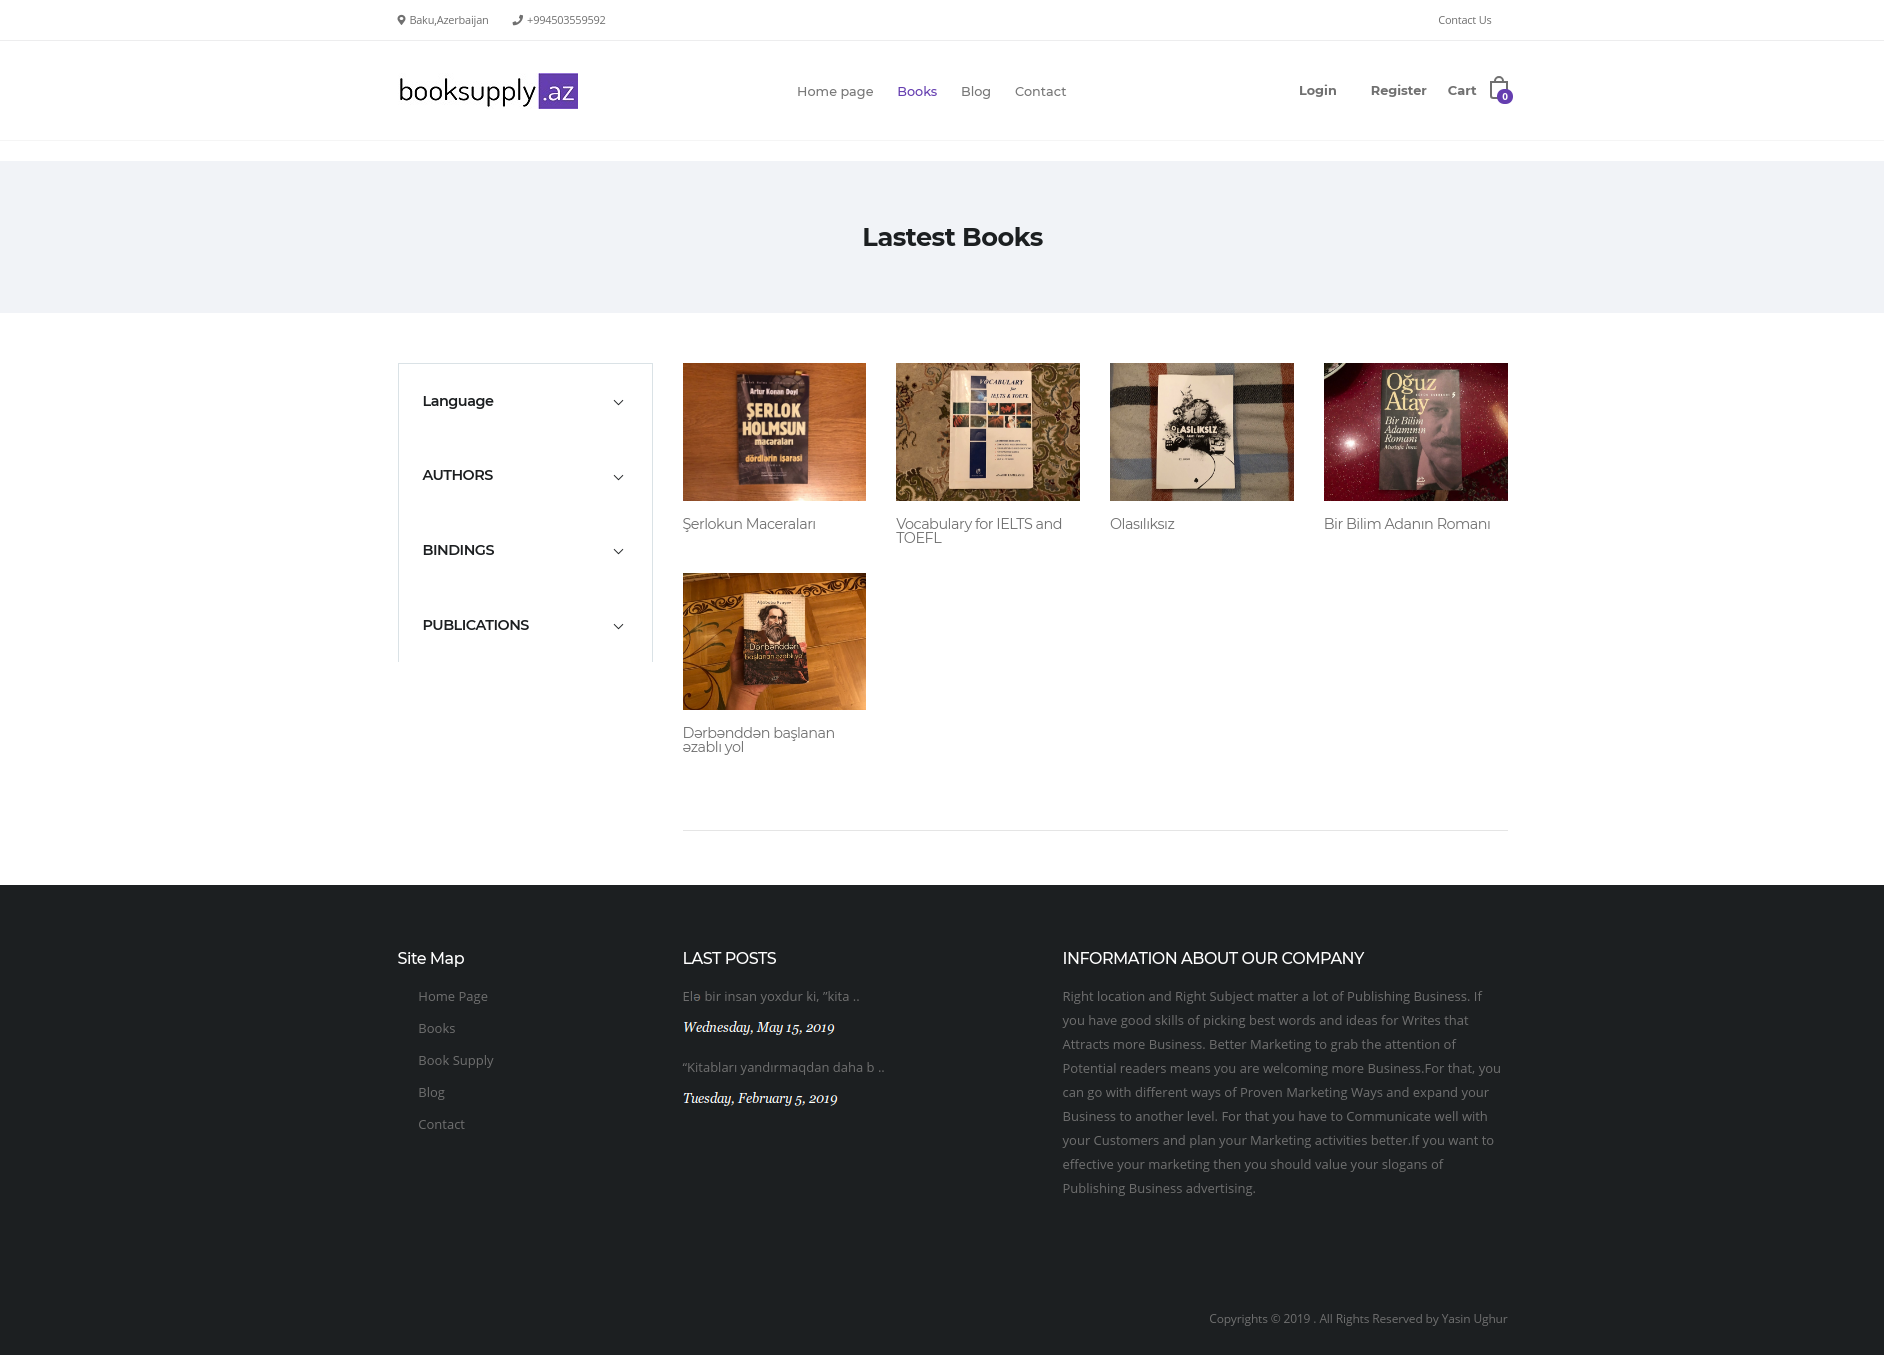 Baku,Azerbaijan +994503559592 Contact Us
booksupply .az
Home page Books Blog Contact
Login Register Cart 0
Lastest Books
Language
AUTHORS
BINDINGS
PUBLICATIONS
Artur Konan Doyl
ŞERLOK
HOLMSUN
macəraları
dördlərin işarəsi
Şerlokun Maceraları
VOCABULARY
for
IELTS & TOEFL
Vocabulary for IELTS and
TOEFL
OLASILIKSIZ
Olasılıksız
Oğuz
Atay
Bir Bilim
Adamının
Romanı
Mustafa İnan
Bir Bilim Adanın Romanı
Dərbənddən
başlanan əzablı yol
Dərbənddən başlanan
əzablı yol
Site Map
Home Page
Books
Book Supply
Blog
Contact
LAST POSTS
Elə bir insan yoxdur ki, ”kita ..
Wednesday, May 15, 2019
“Kitabları yandırmaqdan daha b ..
Tuesday, February 5, 2019
INFORMATION ABOUT OUR COMPANY
Right location and Right Subject matter a lot of Publishing Business. If
you have good skills of picking best words and ideas for Writes that
Attracts more Business. Better Marketing to grab the attention of
Potential readers means you are welcoming more Business.For that, you
can go with different ways of Proven Marketing Ways and expand your
Business to another level. For that you have to Communicate well with
your Customers and plan your Marketing activities better.If you want to
effective your marketing then you should value your slogans of
Publishing Business advertising.
Copyrights © 2019 . All Rights Reserved by Yasin Ughur